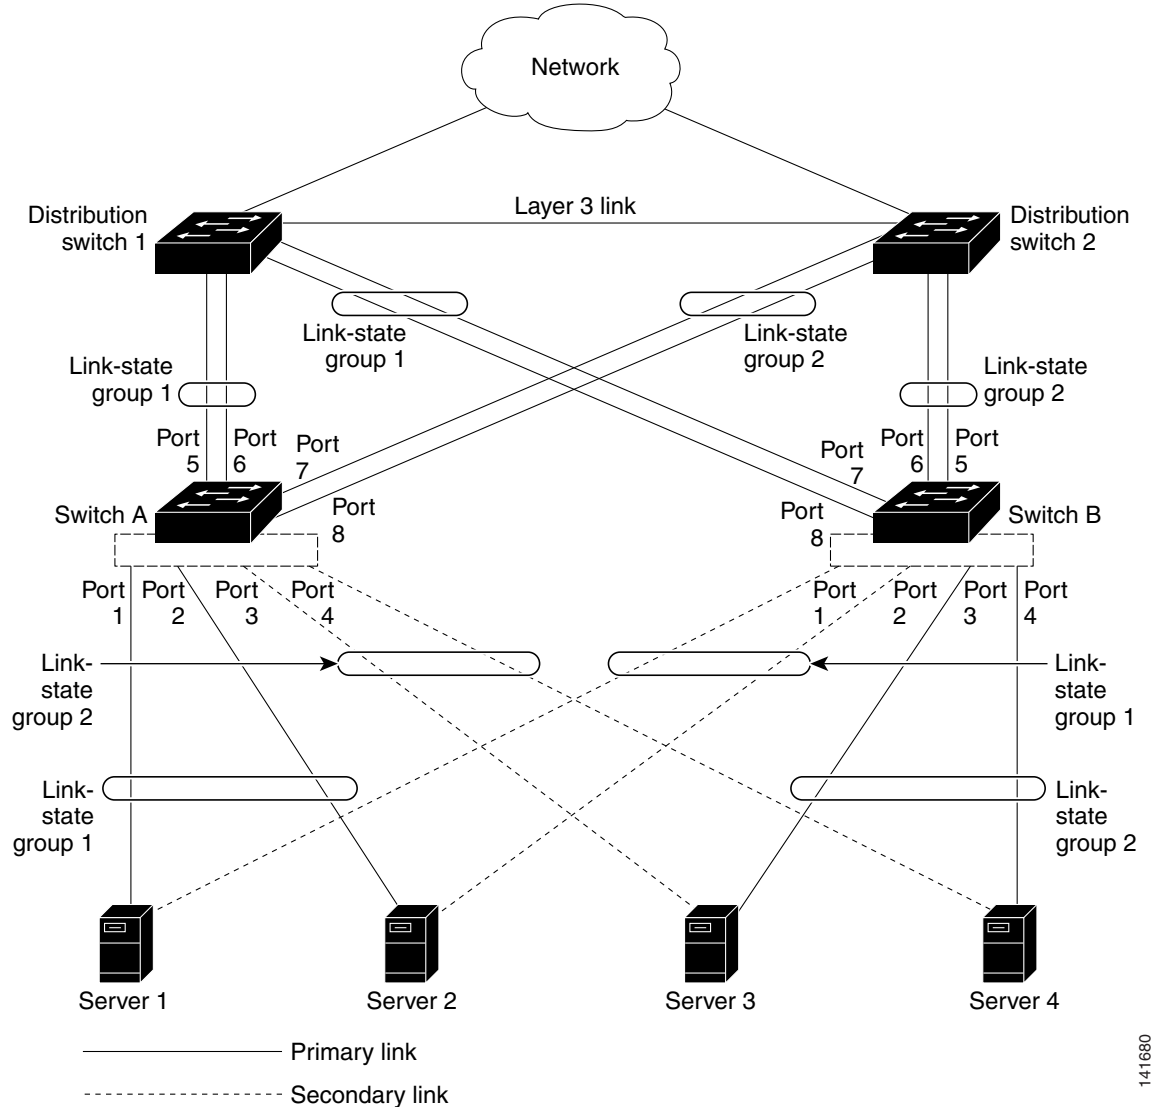 Network
Layer 3 link
Distribution
switch 1
Distribution
switch 2
Link-state
group 1
Link-state
group 2
Link-state
group 1
Link-state
group 2
Port
5
Port
6
Port
7
Port
8
Port
7
Port
6
Port
5
Port
8
Switch A
Switch B
Port
1
Port
2
Port
3
Port
4
Port
1
Port
2
Port
3
Port
4
Link-
state
group 2
Link-
state
group 1
Link-
state
group 1
Link-
state
group 2
Server 1
Server 2
Server 3
Server 4
Primary link
Secondary link
141680